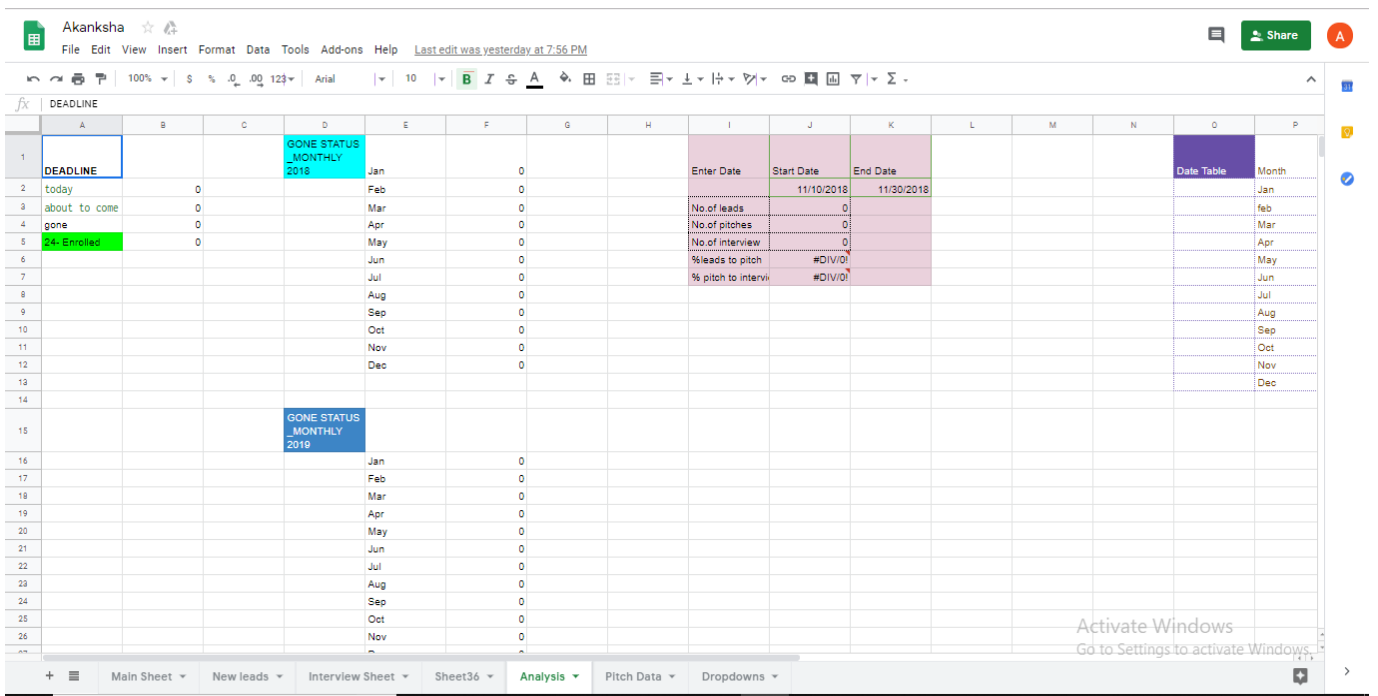 Akanksha
File Edit View Insert Format Data Tools Add-ons Help Last edit was yesterday at 7:56 PM
Share
A
100% $ % .0 .00 123 Arial 10 B I S A Σ
31
fx DEADLINE
A B C D E F G H I J K L M N O P
1 DEADLINE GONE STATUS _MONTHLY 2018 Jan 0 Enter Date Start Date End Date Date Table Month
2 today 0 Feb 0 11/10/2018 11/30/2018 Jan
3 about to come 0 Mar 0 No.of leads 0 feb
4 gone 0 Apr 0 No.of pitches 0 Mar
5 24- Enrolled 0 May 0 No.of interview 0 Apr
6 Jun 0 %leads to pitch #DIV/0! May
7 Jul 0 % pitch to intervi #DIV/0! Jun
8 Aug 0 Jul
9 Sep 0 Aug
10 Oct 0 Sep
11 Nov 0 Oct
12 Dec 0 Nov
13 Dec
14
15 GONE STATUS _MONTHLY 2019
16 Jan 0
17 Feb 0
18 Mar 0
19 Apr 0
20 May 0
21 Jun 0
22 Jul 0
23 Aug 0
24 Sep 0
25 Oct 0
26 Nov 0
Activate Windows
Go to Settings to activate Windows.
Main Sheet New leads Interview Sheet Sheet36 Analysis Pitch Data Dropdowns